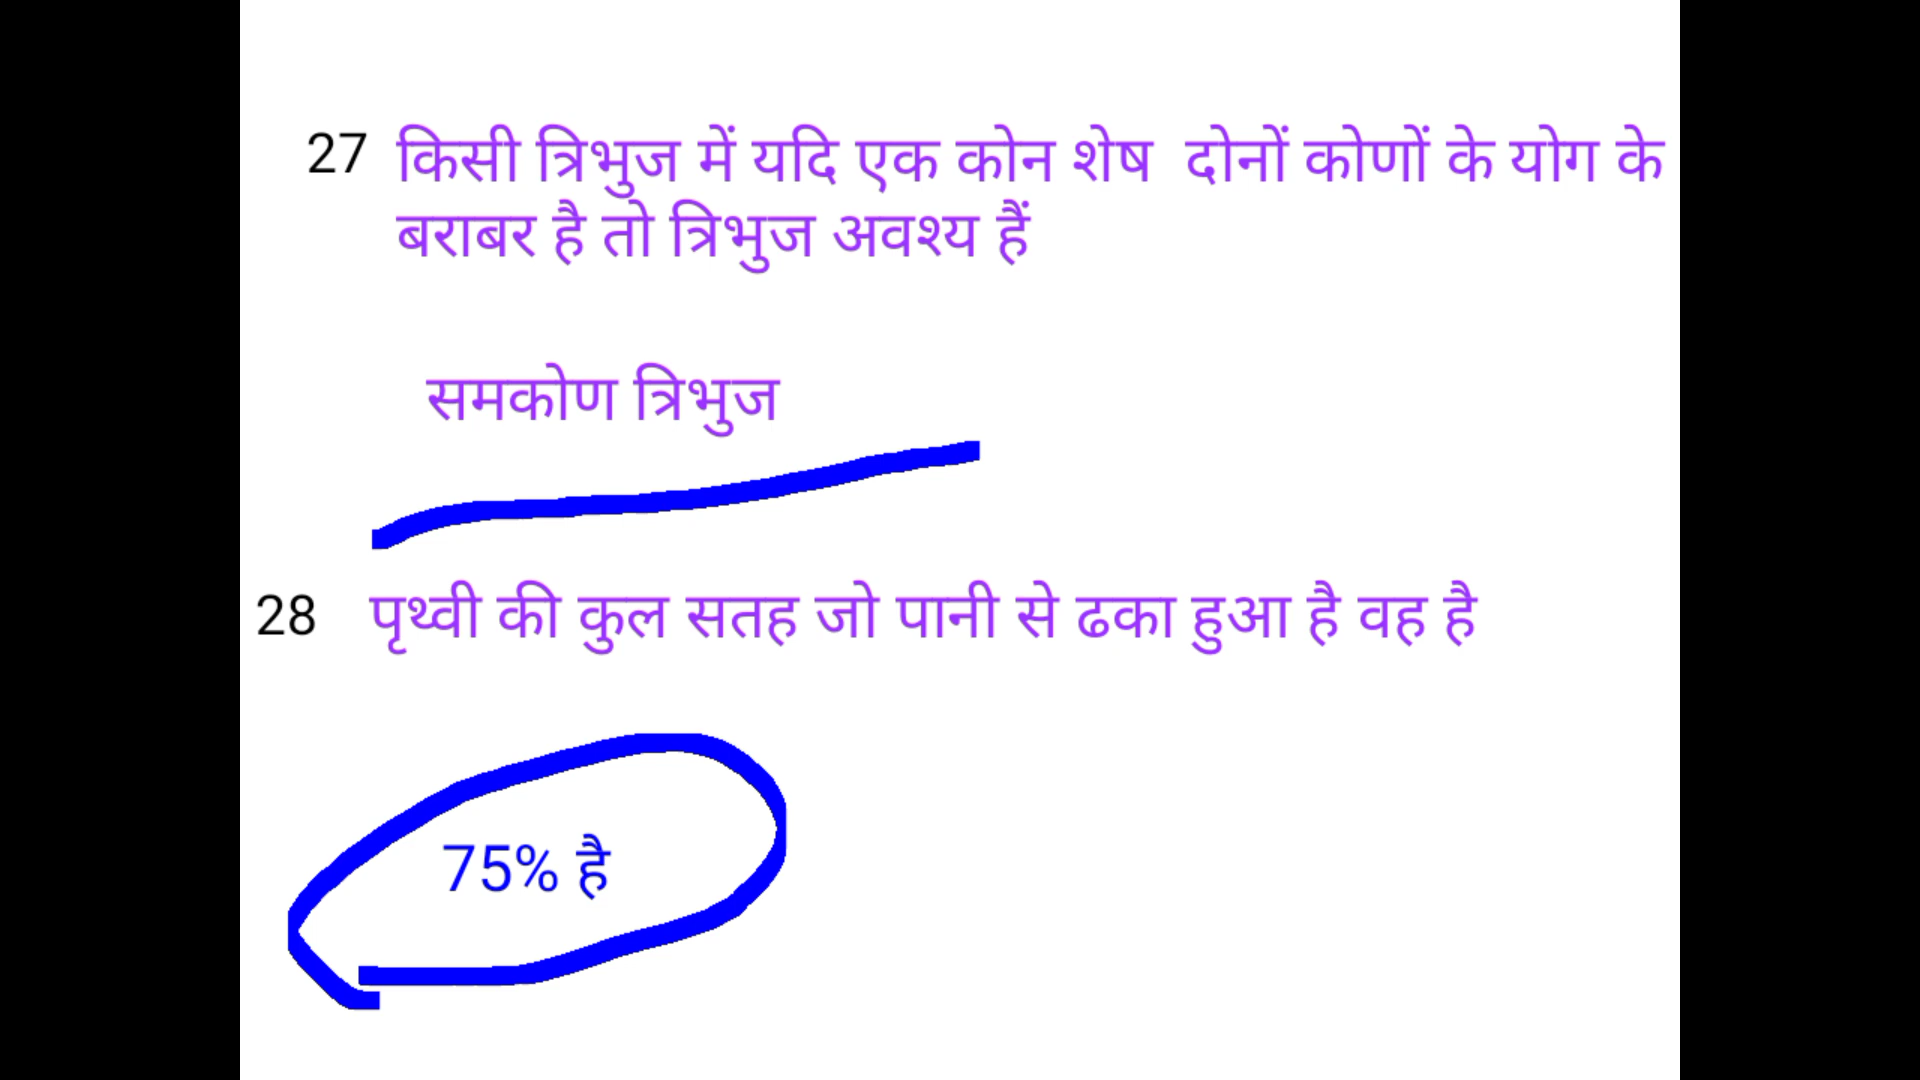 27 किसी त्रिभुज में यदि एक कोन शेष दोनों कोणों के योग के
बराबर है तो त्रिभुज अवश्य हैं
समकोण त्रिभुज
28 पृथ्वी की कुल सतह जो पानी से ढका हुआ है वह है
75% है